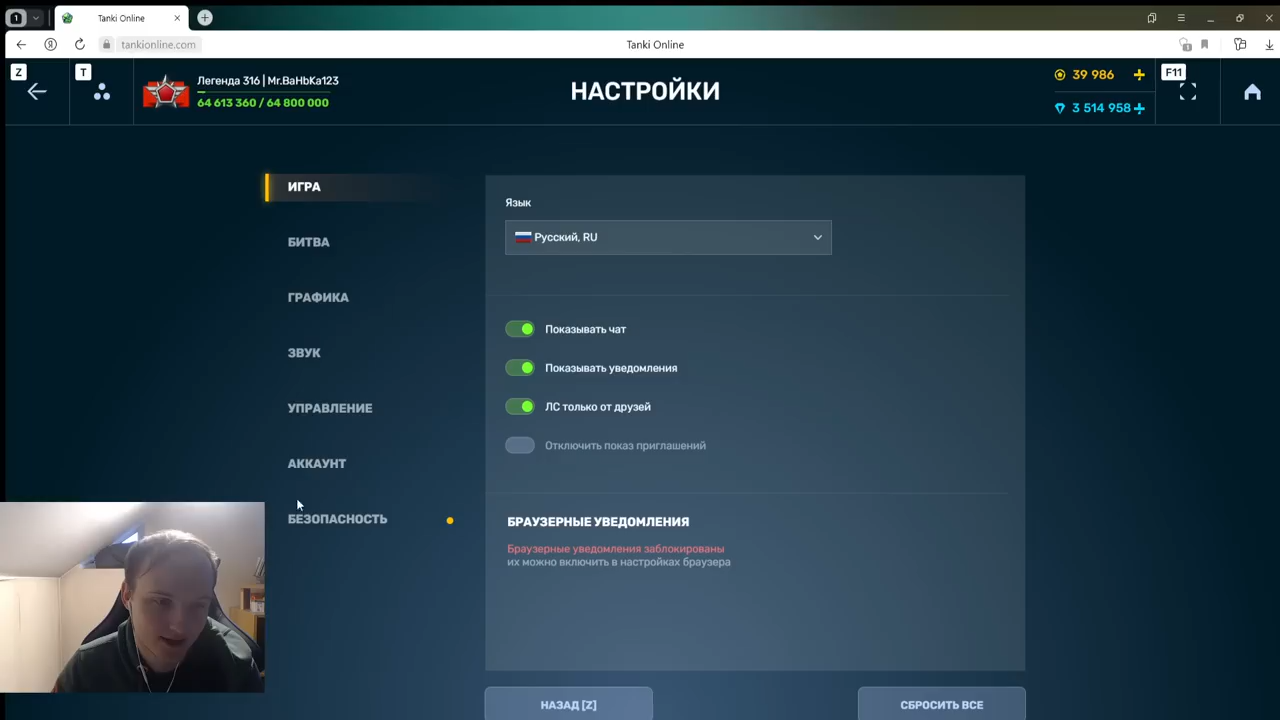 1
Tanki Online
tankionline.com
Tanki Online
Z
T
Легенда 316 | Mr.BaHbKa123
64 613 360 / 64 800 000
НАСТРОЙКИ
39 986
3 514 958
F11
ИГРА
БИТВА
ГРАФИКА
ЗВУК
УПРАВЛЕНИЕ
АККАУНТ
БЕЗОПАСНОСТЬ
Язык
Русский, RU
Показывать чат
Показывать уведомления
ЛС только от друзей
Отключить показ приглашений
БРАУЗЕРНЫЕ УВЕДОМЛЕНИЯ
Браузерные уведомления заблокированы
их можно включить в настройках браузера
НАЗАД [Z]
СБРОСИТЬ ВСЕ